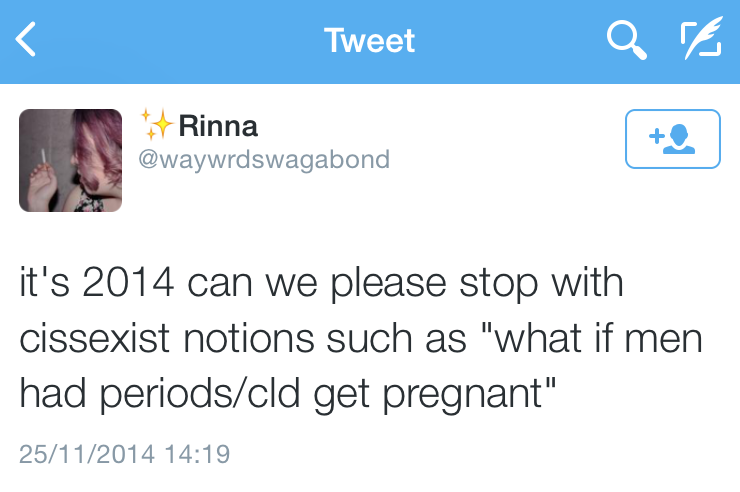 Tweet
✨Rinna
@waywrdswagabond
it's 2014 can we please stop with
cissexist notions such as "what if men
had periods/cld get pregnant"
25/11/2014 14:19